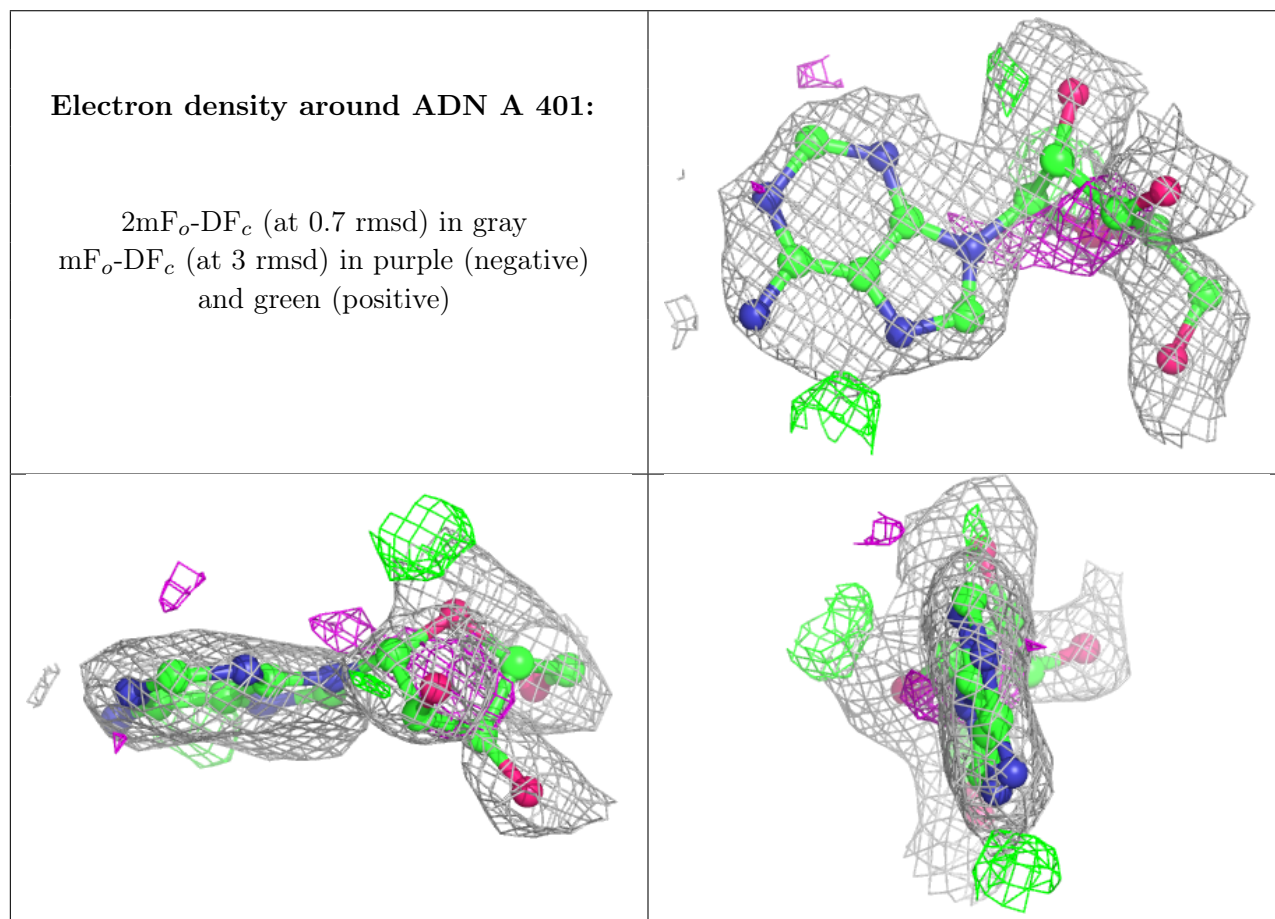 Electron density around ADN A 401:
2mFo-DFc (at 0.7 rmsd) in gray
mFo-DFc (at 3 rmsd) in purple (negative)
and green (positive)